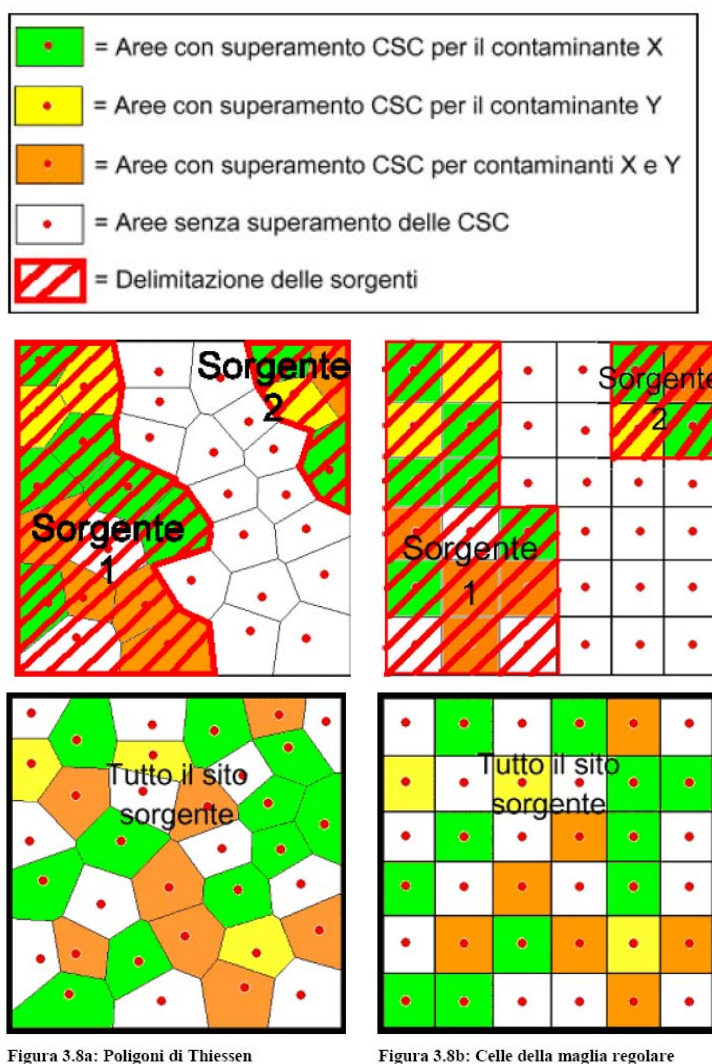 = Aree con superamento CSC per il contaminante X
= Aree con superamento CSC per il contaminante Y
= Aree con superamento CSC per contaminanti X e Y
= Aree senza superamento delle CSC
= Delimitazione delle sorgenti
Sorgente
2
Sorgente
1
Sorgente
2
Sorgente
1
Tutto il sito
sorgente
Tutto il sito
sorgente
Figura 3.8a: Poligoni di Thiessen
Figura 3.8b: Celle della maglia regolare